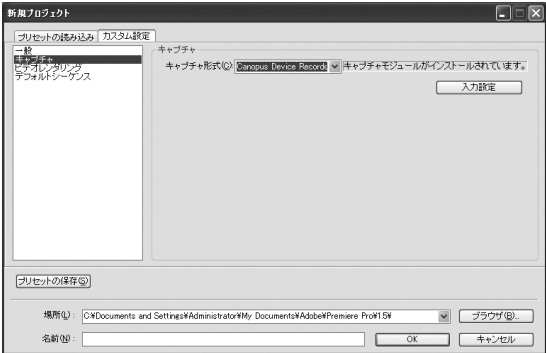 新規プロジェクト
プリセットの読み込み カスタム設定
一般
キャプチャ
ビデオレンダリング
デフォルトシーケンス
キャプチャ
キャプチャ形式(O): Canopus Device Recorde キャプチャモジュールがインストールされています。
入力設定
プリセットの保存(S)
場所(L): C:¥Documents and Settings¥Administrator¥My Documents¥Adobe¥Premiere Pro¥1.5¥ ブラウザ(B)...
名前(N): OK キャンセル